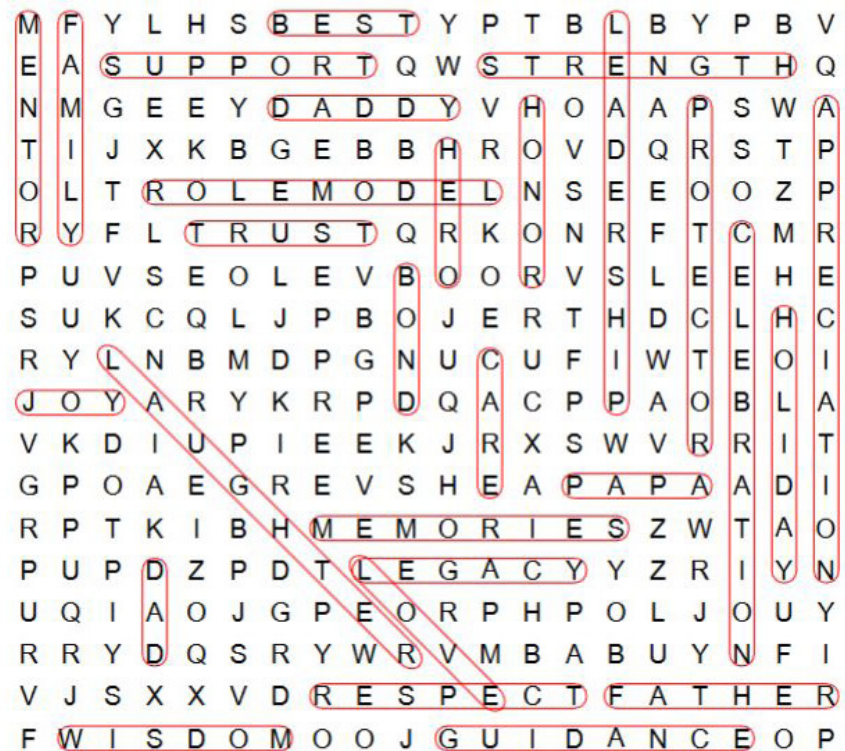 M F Y L H S B E S T Y P T B L B Y P B V
E A S U P P O R T Q W S T R E N G T H Q
N M G E E Y D A D D Y V H O A A P S W A
T I J X K B G E B B H R O V D Q R S T P
O L T R O L E M O D E L N S E E O O Z P
R Y F L T R U S T Q R K O N R F T C M R
P U V S E O L E V B O O R V S L E E H E
S U K C Q L J P B O J E R T H D C L H C
R Y L N B M D P G N U C U F I W T E O I
J O Y A R Y K R P D Q A C P P A O B L A
V K D I U P I E E K J R X S W V R R I T
G P O A E G R E V S H E A P A P A A D I
R P T K I B H M E M O R I E S Z W T A O
P U P D Z P D T L E G A C Y Y Z R I Y N
U Q I A O J G P E O R P H P O L J O U Y
R R Y D Q S R Y W R V M B A B U Y N F I
V J S X X V D R E S P E C T F A T H E R
F W I S D O M O O J G U I D A N C E O P